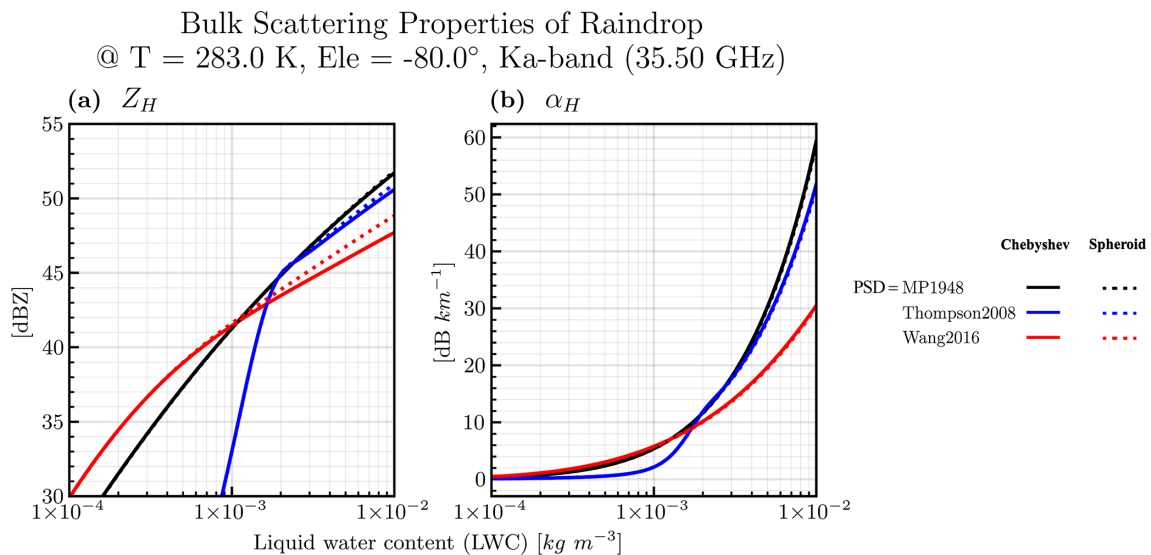 Bulk Scattering Properties of Raindrop
@ T = 283.0 K, Ele = -80.0°, Ka-band (35.50 GHz)
(a) Z_H
(b) α_H
[dBZ]
55
50
45
40
35
30
1×10⁻⁴
1×10⁻³
1×10⁻²
[dB km⁻¹]
60
50
40
30
20
10
0
1×10⁻⁴
1×10⁻³
1×10⁻²
Liquid water content (LWC) [kg m⁻³]
Chebyshev Spheroid
PSD = MP1948
Thompson2008
Wang2016